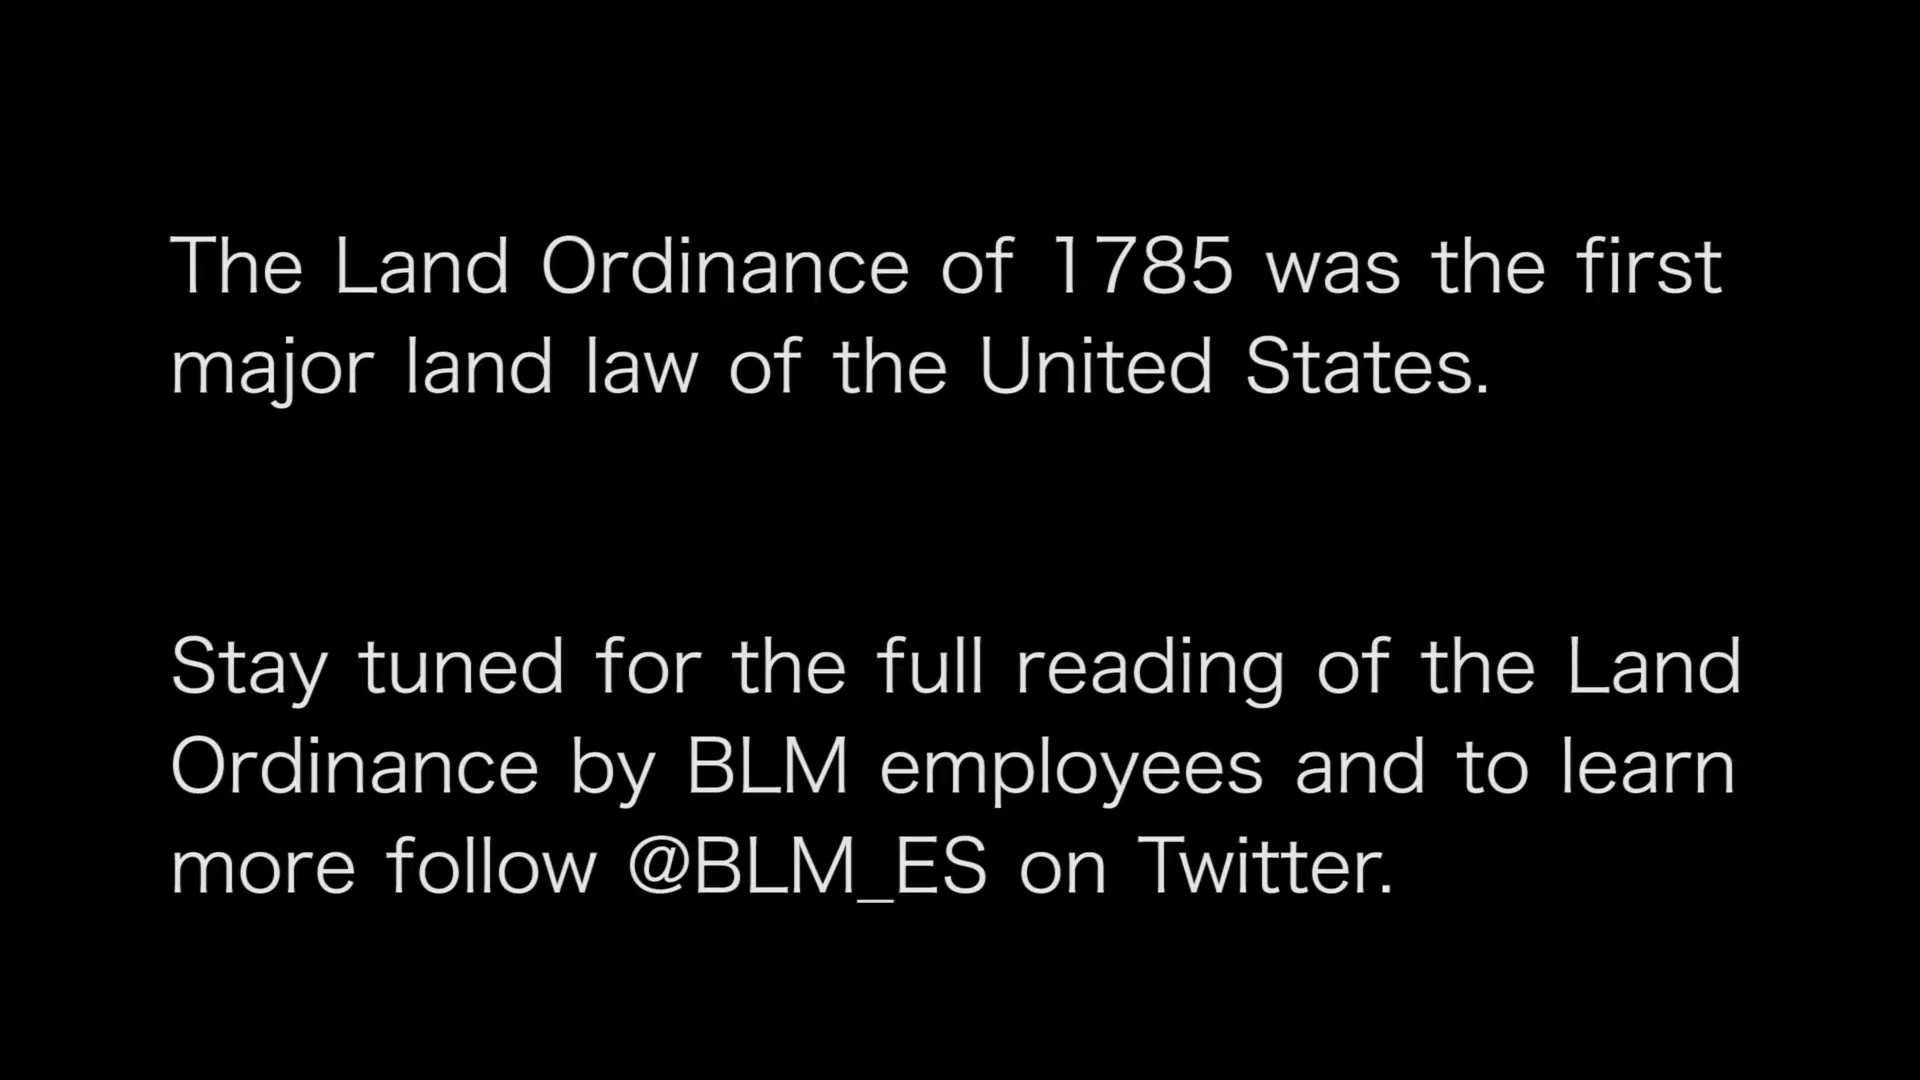 The Land Ordinance of 1785 was the first
major land law of the United States.
Stay tuned for the full reading of the Land
Ordinance by BLM employees and to learn
more follow @BLM_ES on Twitter.